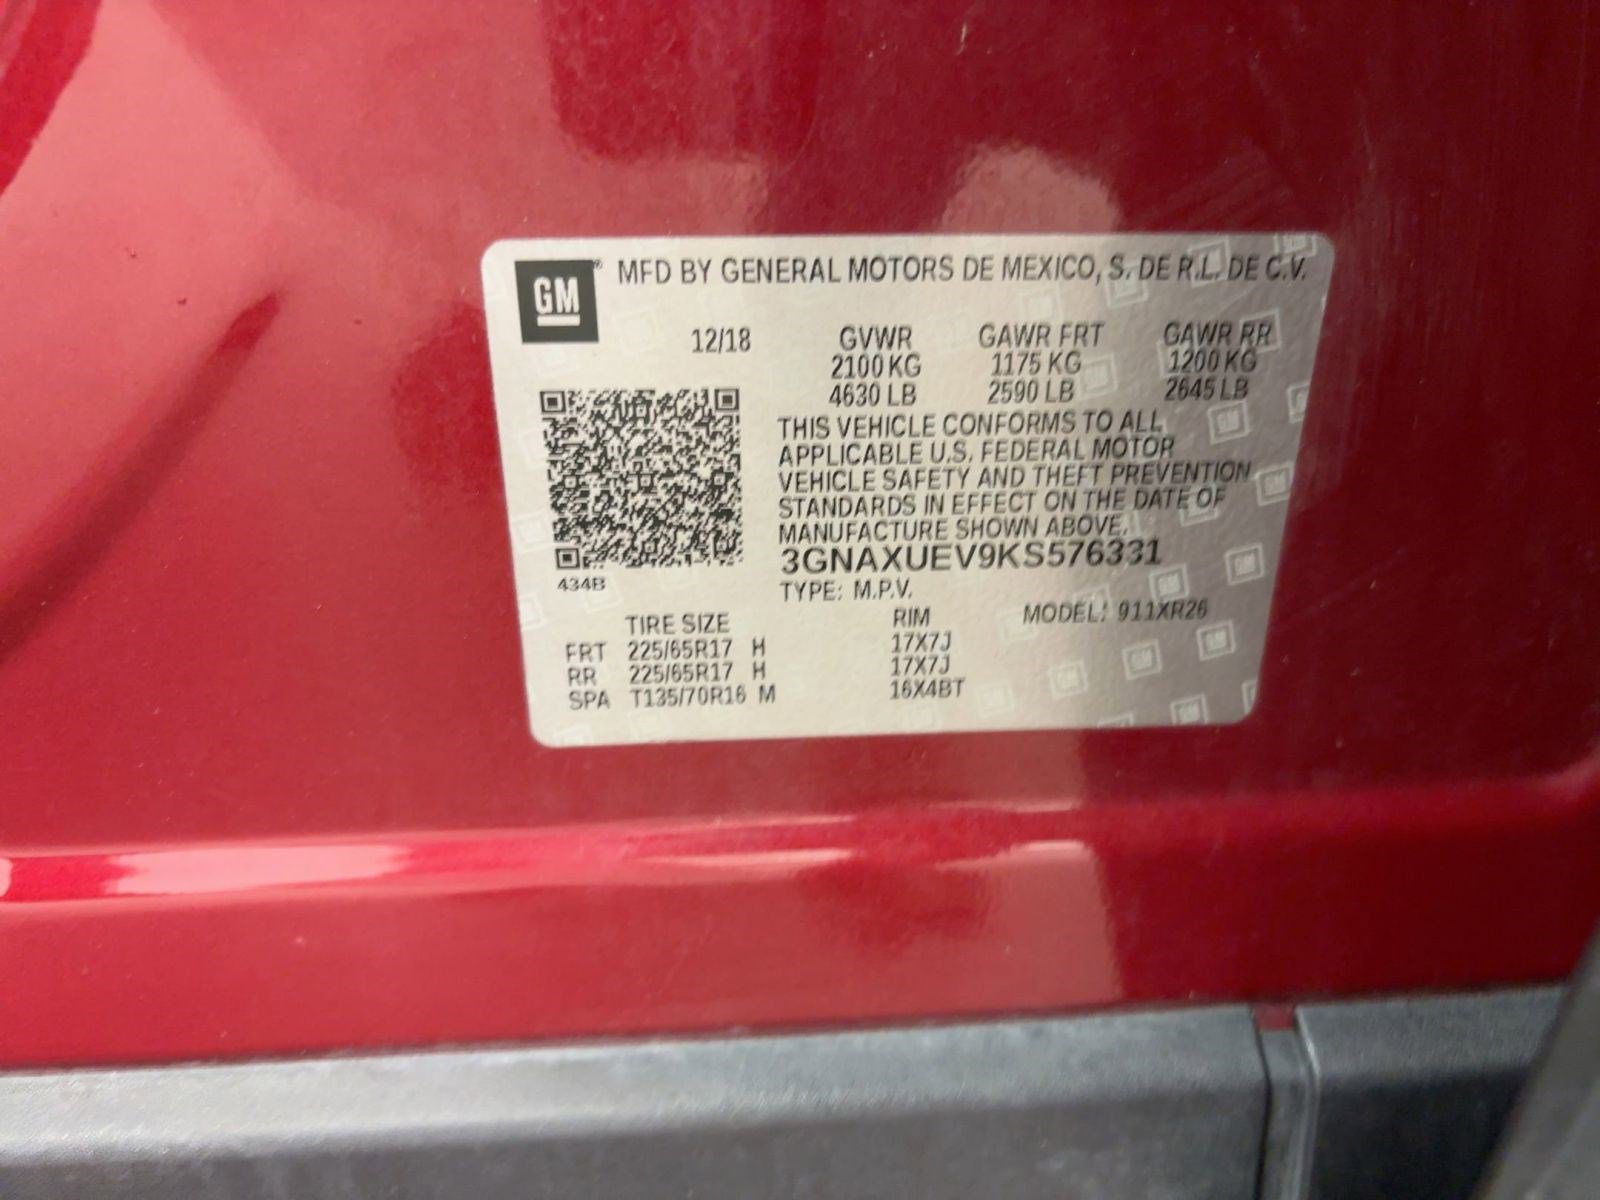 GM® MFD BY GENERAL MOTORS DE MEXICO, S. DE R.L. DE C.V.
12/18 GVWR GAWR FRT GAWR RR
2100 KG 1175 KG 1200 KG
4630 LB 2590 LB 2645 LB
THIS VEHICLE CONFORMS TO ALL
APPLICABLE U.S. FEDERAL MOTOR
VEHICLE SAFETY AND THEFT PREVENTION
STANDARDS IN EFFECT ON THE DATE OF
MANUFACTURE SHOWN ABOVE.
3GNAXUEV9KS576331
434B TYPE: M.P.V.
TIRE SIZE RIM MODEL: 911XR26
FRT 225/65R17 H 17X7J
RR 225/65R17 H 17X7J
SPA T135/70R16 M 16X4BT